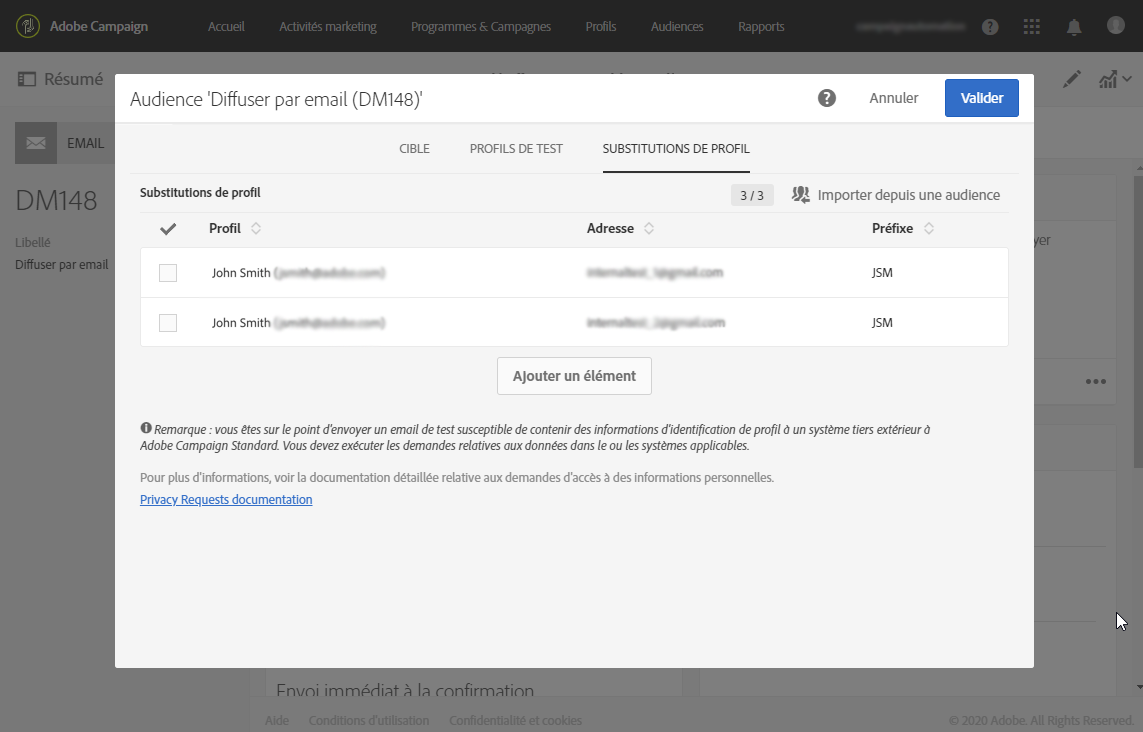 Adobe Campaign
Accueil
Activités marketing
Programmes & Campagnes
Profils
Audiences
Rapports
Résumé
Audience 'Diffuser par email (DM148)'
Annuler
Valider
EMAIL
CIBLE
PROFILS DE TEST
SUBSTITUTIONS DE PROFIL
DM148
Libellé
Diffuser par email
Substitutions de profil
3 / 3
Importer depuis une audience
Profil
Adresse
Préfixe
John Smith
JSM
John Smith
JSM
Ajouter un élément
Remarque : vous êtes sur le point d'envoyer un email de test susceptible de contenir des informations d'identification de profil à un système tiers extérieur à
Adobe Campaign Standard. Vous devez exécuter les demandes relatives aux données dans le ou les systèmes applicables.
Pour plus d'informations, voir la documentation détaillée relative aux demandes d'accès à des informations personnelles.
Privacy Requests documentation
Envoi immédiat à la confirmation
Aide
Conditions d'utilisation
Confidentialité et cookies
© 2020 Adobe. All Rights Reserved.